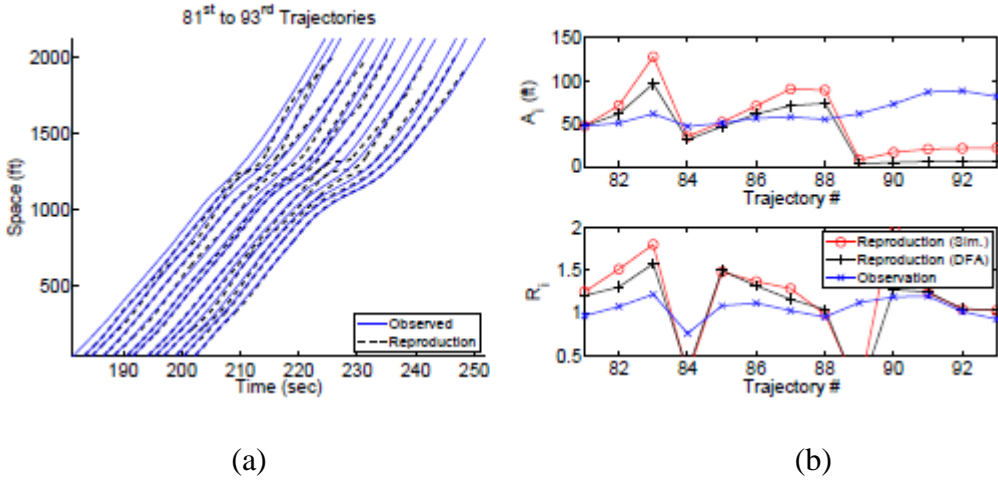 81st to 93rd Trajectories
Space (ft)
2000
1500
1000
500
190 200 210 220 230 240 250
Time (sec)
Observed
Reproduction
(a)
A_i (ft)
150
100
50
0
82 84 86 88 90 92
Trajectory #
R_i
2
1.5
1
0.5
Reproduction (Sim.)
Reproduction (DFA)
Observation
82 84 86 88 90 92
Trajectory #
(b)